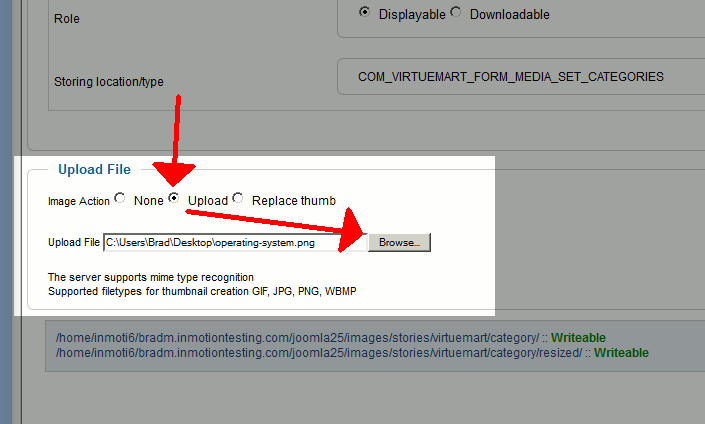 Role Displayable Downloadable
Storing location/type COM_VIRTUEMART_FORM_MEDIA_SET_CATEGORIES
Upload File
Image Action None Upload Replace thumb
Upload File C:\Users\Brad\Desktop\operating-system.png Browse...
The server supports mime type recognition
Supported filetypes for thumbnail creation GIF, JPG, PNG, WBMP
/home/inmoti6/bradm.inmotiontesting.com/joomla25/images/stories/virtuemart/category/ :: Writeable
/home/inmoti6/bradm.inmotiontesting.com/joomla25/images/stories/virtuemart/category/resized/ :: Writeable